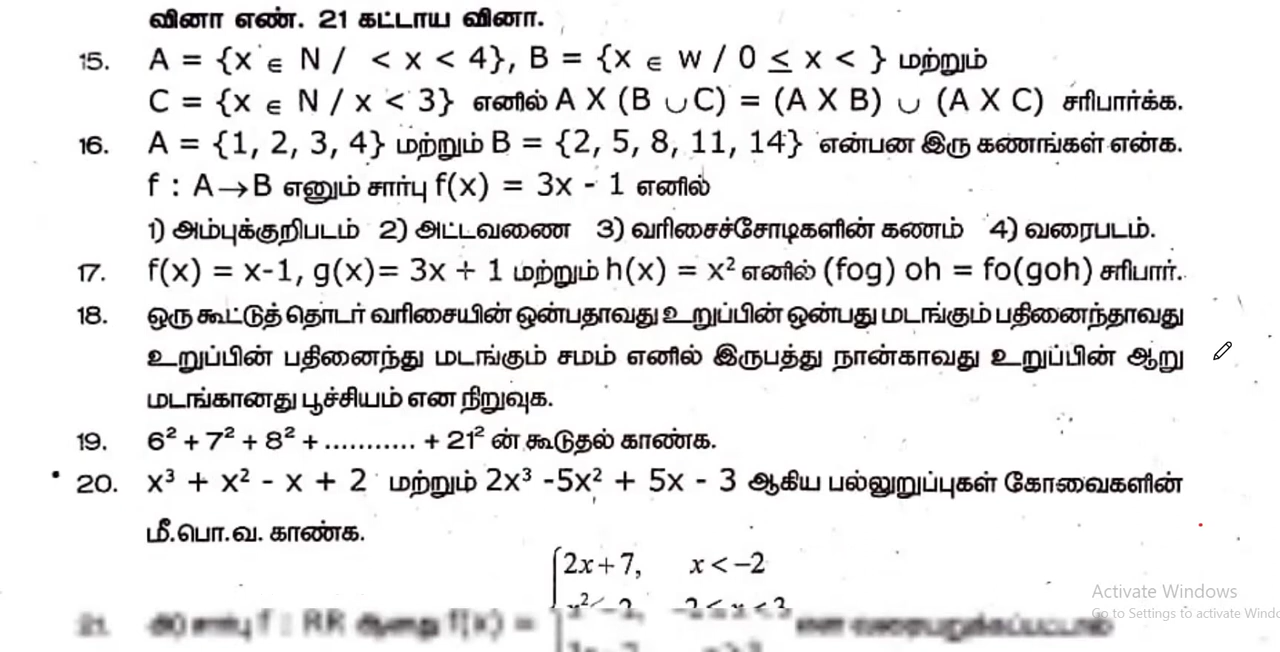 வினா எண். 21 கட்டாய வினா.
15. A = {x ∈ N / < x < 4}, B = {x ∈ w / 0 ≤ x < } மற்றும்
C = {x ∈ N / x < 3} எனில் A X (B ∪ C) = (A X B) ∪ (A X C) சரிபார்க்க.
16. A = {1, 2, 3, 4} மற்றும் B = {2, 5, 8, 11, 14} என்பன இரு கணங்கள் என்க.
f : A→B எனும் சார்பு f(x) = 3x - 1 எனில்
1) அம்புக்குறிபடம் 2) அட்டவணை 3) வரிசைச்சோடிகளின் கணம் 4) வரைபடம்.
17. f(x) = x-1, g(x)= 3x + 1 மற்றும் h(x) = x² எனில் (fog) oh = fo(goh) சரிபார்.
18. ஒரு கூட்டுத் தொடர் வரிசையின் ஒன்பதாவது உறுப்பின் ஒன்பது மடங்கும் பதினைந்தாவது
உறுப்பின் பதினைந்து மடங்கும் சமம் எனில் இருபத்து நான்காவது உறுப்பின் ஆறு
மடங்கானது பூச்சியம் என நிறுவுக.
19. 6² + 7² + 8² + ........... + 21² ன் கூடுதல் காண்க.
20. x³ + x² - x + 2 மற்றும் 2x³ -5x² + 5x - 3 ஆகிய பல்லுறுப்புகள் கோவைகளின்
மீ.பொ.வ. காண்க.
2x+7, x < -2
21. f : RR f(x) =
Activate Windows
Go to Settings to activate Windo